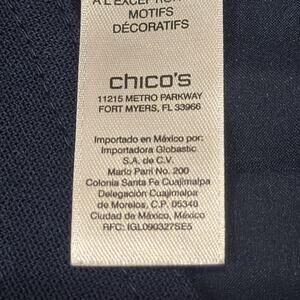 A L'EXCEPTION
MOTIFS
DÉCORATIFS
chico's
11215 METRO PARKWAY
FORT MYERS, FL 33966
Importado en México por:
Importadora Globastic
S.A. de C.V.
Mario Pani No. 200
Colonia Santa Fe Cuajimalpa
Delegación Cuajimalpa
de Morelos, C.P. 05348
Ciudad de México, México
RFC: IGL090327SE5